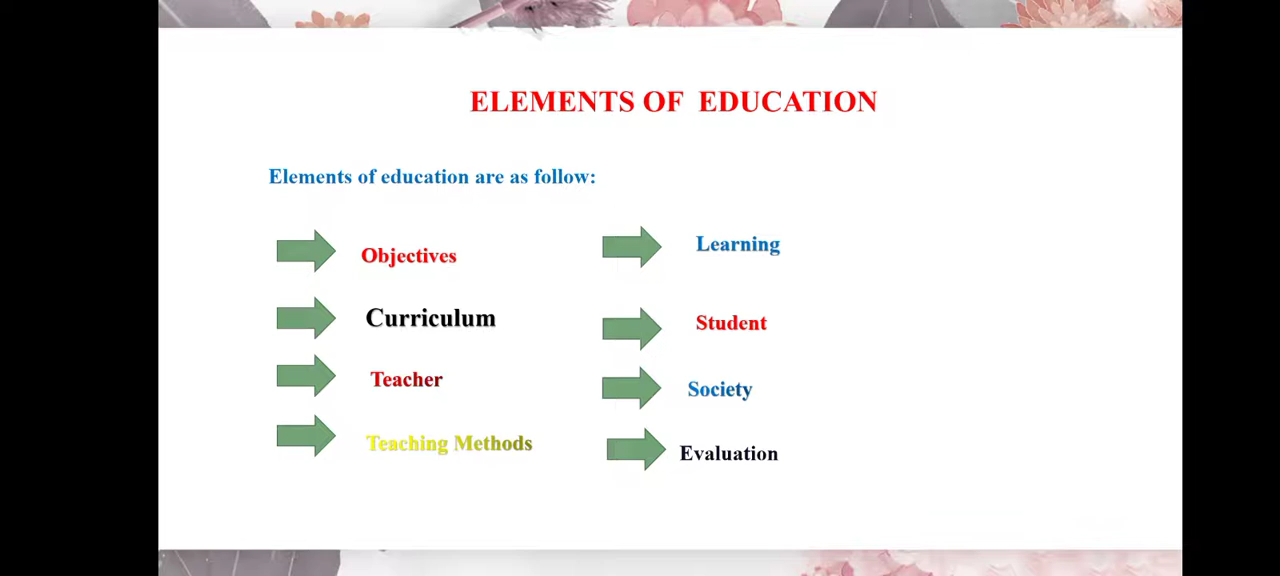 ELEMENTS OF EDUCATION
Elements of education are as follow:
Objectives
Curriculum
Teacher
Teaching Methods
Learning
Student
Society
Evaluation